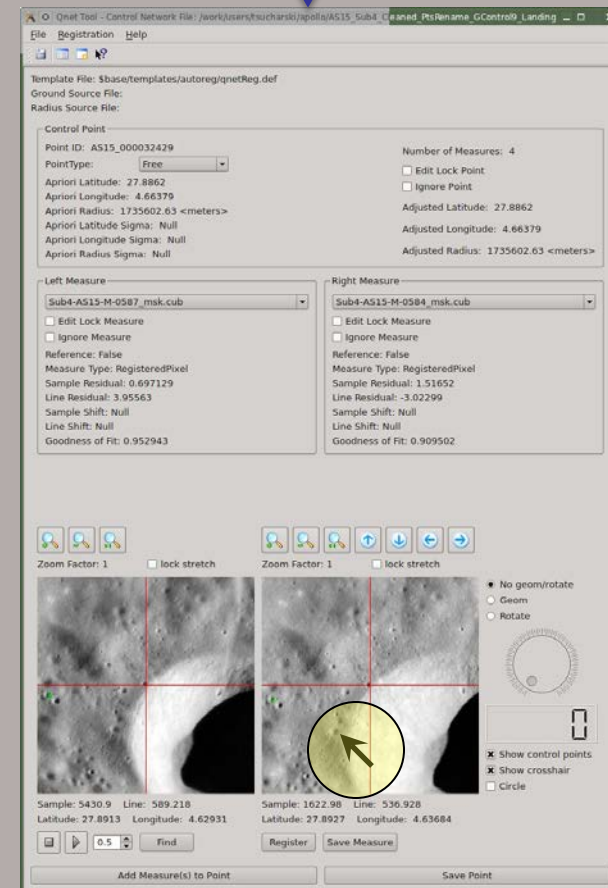 Qnet Tool - Control Network File: /work/users/tsucharski/apollo/AS15_Sub4_Cleaned_PtsRename_GControl9_Landing
File Registration Help
Template File: $base/templates/autoreg/qnetReg.def
Ground Source File:
Radius Source File:
Control Point
Point ID: AS15_000032429
PointType: Free
Apriori Latitude: 27.8862
Apriori Longitude: 4.66379
Apriori Radius: 1735602.63 <meters>
Apriori Latitude Sigma: Null
Apriori Longitude Sigma: Null
Apriori Radius Sigma: Null
Number of Measures: 4
Edit Lock Point
Ignore Point
Adjusted Latitude: 27.8862
Adjusted Longitude: 4.66379
Adjusted Radius: 1735602.63 <meters>
Left Measure
Sub4-AS15-M-0587_msk.cub
Edit Lock Measure
Ignore Measure
Reference: False
Measure Type: RegisteredPixel
Sample Residual: 0.697129
Line Residual: 3.95563
Sample Shift: Null
Line Shift: Null
Goodness of Fit: 0.952943
Right Measure
Sub4-AS15-M-0584_msk.cub
Edit Lock Measure
Ignore Measure
Reference: False
Measure Type: RegisteredPixel
Sample Residual: 1.51652
Line Residual: -3.02299
Sample Shift: Null
Line Shift: Null
Goodness of Fit: 0.909502
Zoom Factor: 1 lock stretch
Zoom Factor: 1 lock stretch
No geom/rotate
Geom
Rotate
0
Show control points
Show crosshair
Circle
Sample: 5430.9 Line: 589.218
Latitude: 27.8913 Longitude: 4.62931
Sample: 1622.98 Line: 536.928
Latitude: 27.8927 Longitude: 4.63684
0.5 Find
Register Save Measure
Add Measure(s) to Point
Save Point